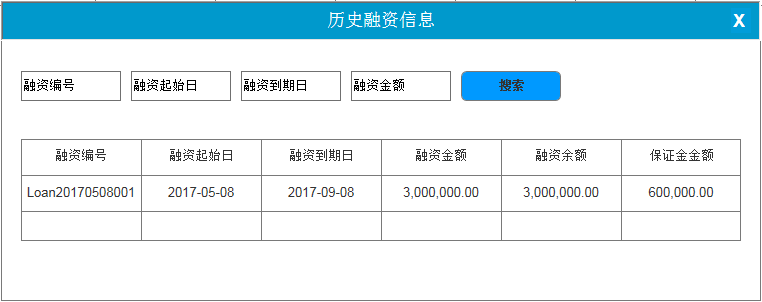 历史融资信息 X
融资编号 融资起始日 融资到期日 融资金额 搜索
融资编号 融资起始日 融资到期日 融资金额 融资余额 保证金金额
Loan20170508001 2017-05-08 2017-09-08 3,000,000.00 3,000,000.00 600,000.00